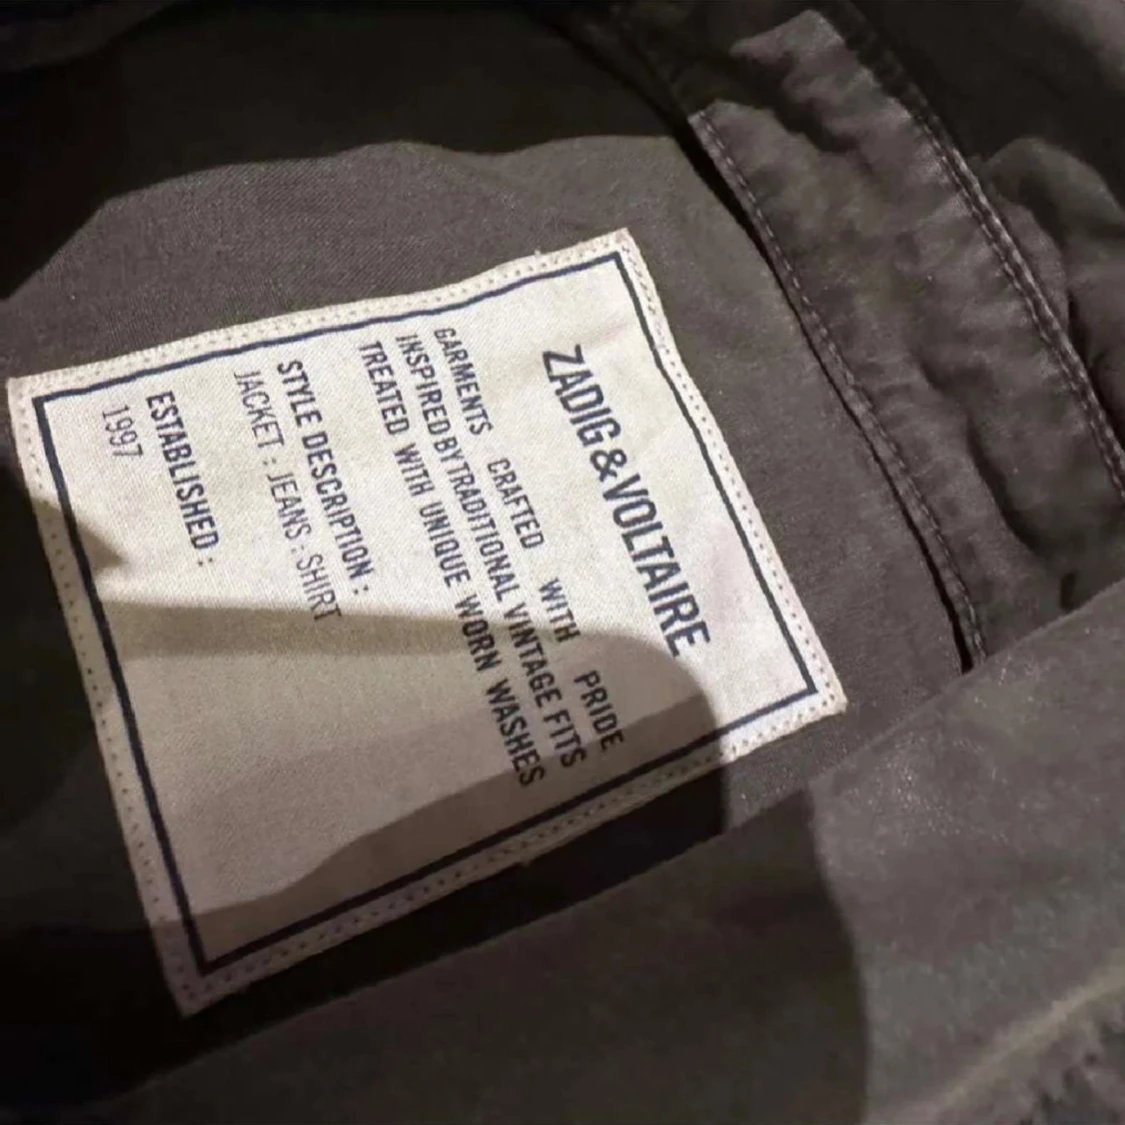 ZADIG&VOLTAIRE
GARMENTS CRAFTED WITH PRIDE
INSPIRED BY TRADITIONAL VINTAGE FITS
TREATED WITH UNIQUE WORN WASHES
STYLE DESCRIPTION :
JACKET : JEANS : SHIRT
ESTABLISHED :
1997